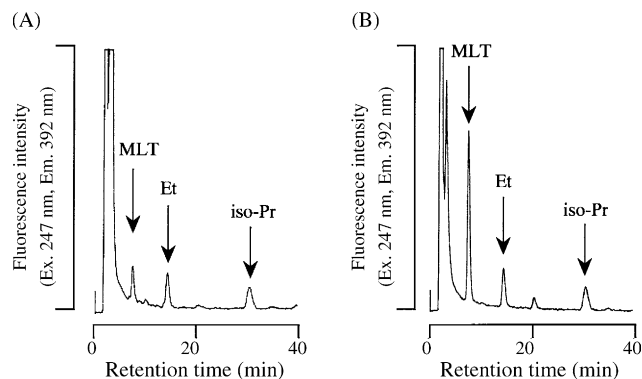 (A)
Fluorescence intensity
(Ex. 247 nm, Em. 392 nm)
MLT
Et
iso-Pr
0
20
40
Retention time (min)
(B)
Fluorescence intensity
(Ex. 247 nm, Em. 392 nm)
MLT
Et
iso-Pr
0
20
40
Retention time (min)